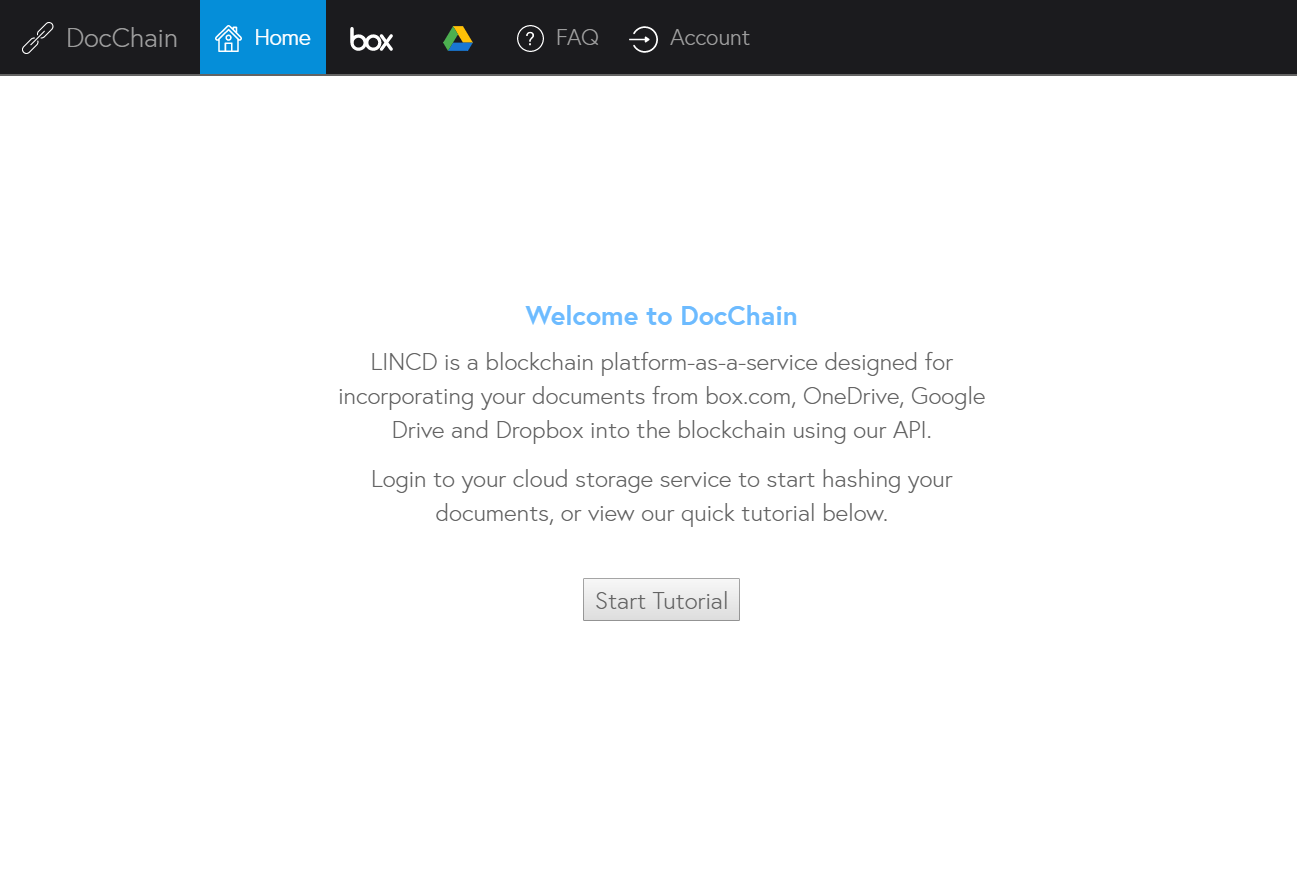 DocChain
Home
box
? FAQ
Account
Welcome to DocChain
LINCD is a blockchain platform-as-a-service designed for
incorporating your documents from box.com, OneDrive, Google
Drive and Dropbox into the blockchain using our API.
Login to your cloud storage service to start hashing your
documents, or view our quick tutorial below.
Start Tutorial